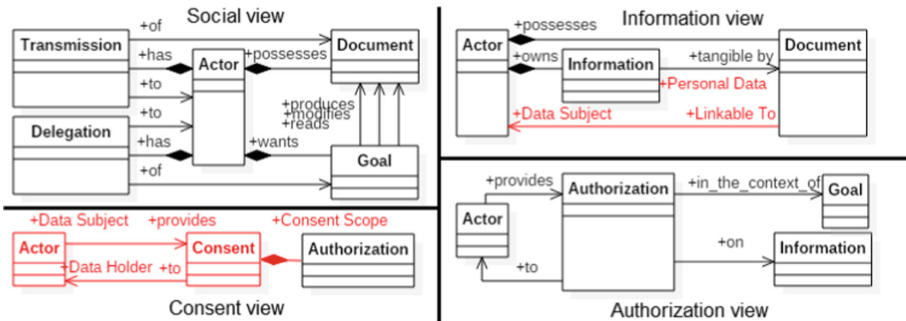 Social view
+of
Transmission
Document
+has
Actor
+possesses
+to
+produces
+modifies
+reads
+to
Delegation
+has
+wants
+of
Goal
Information view
+possesses
Actor
Document
+owns
Information
+tangible by
+Personal Data
+Data Subject
+Linkable To
+Data Subject
+provides
+Consent Scope
Actor
Consent
Authorization
+Data Holder
+to
Consent view
+provides
Authorization
+in_the_context_of
Goal
Actor
+on
Information
+to
Authorization view